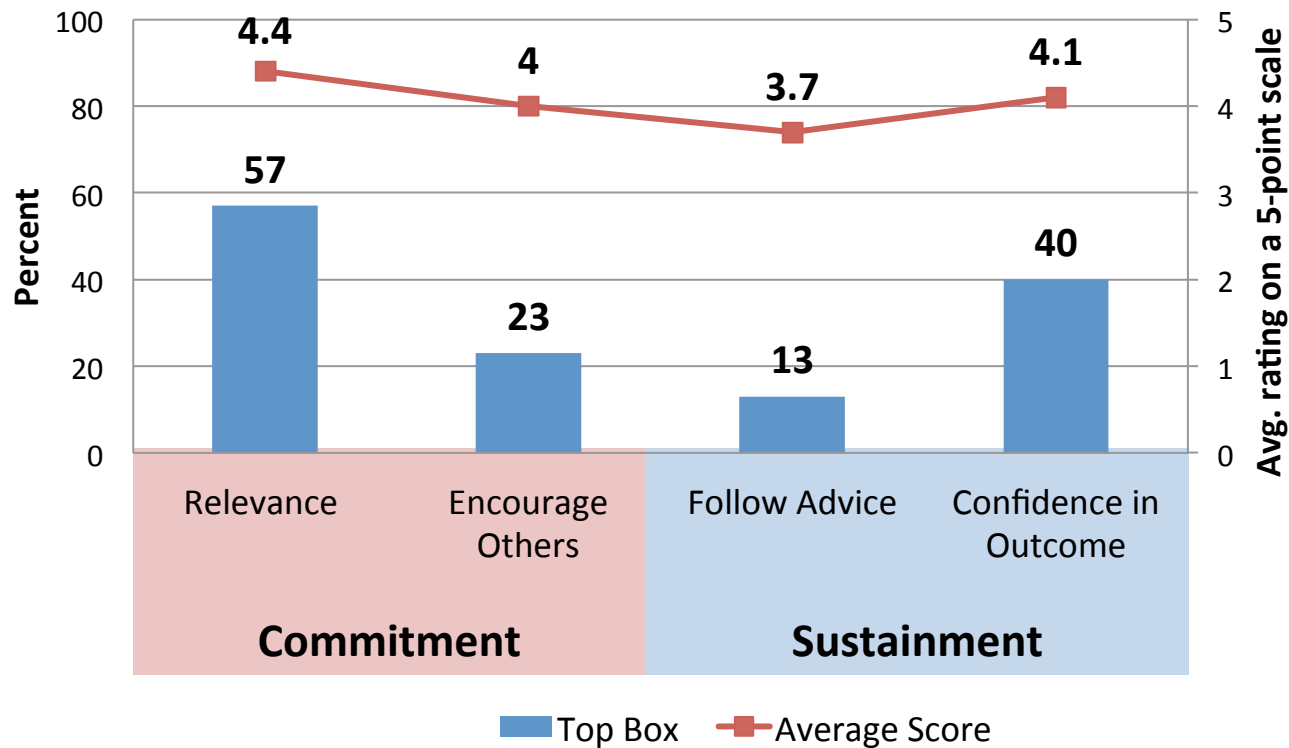 100
80
60
40
20
0
Percent
5
4
3
2
1
0
Avg. rating on a 5-point scale
4.4
4
3.7
4.1
57
23
13
40
Relevance
Encourage
Others
Follow Advice
Confidence in
Outcome
Commitment
Sustainment
Top Box
Average Score